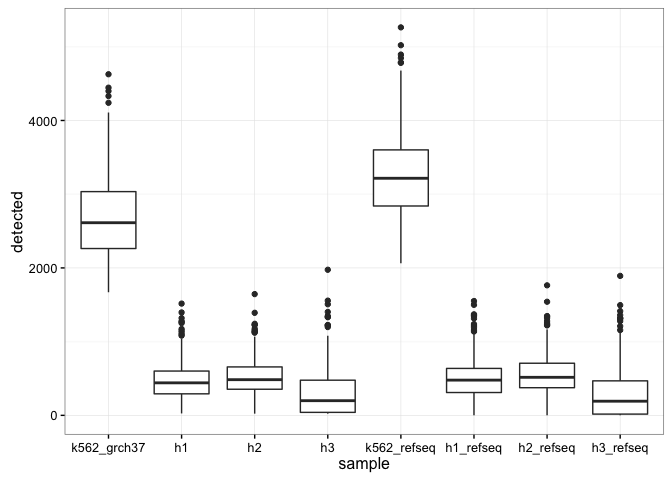 detected
4000
2000
0
k562_grch37 h1 h2 h3 k562_refseq h1_refseq h2_refseq h3_refseq
sample